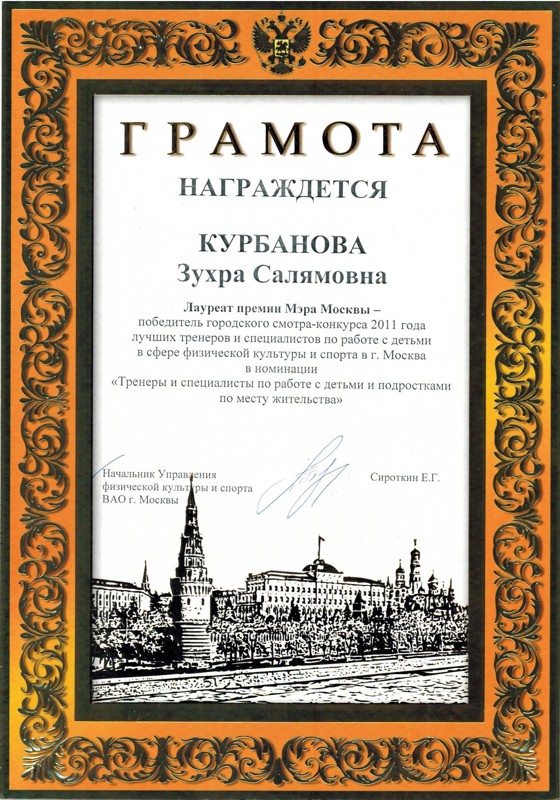 ГРАМОТА
НАГРАЖДЕТСЯ
КУРБАНОВА
Зухра Салямовна
Лауреат премии Мэра Москвы –
победитель городского смотра-конкурса 2011 года
лучших тренеров и специалистов по работе с детьми
в сфере физической культуры и спорта в г. Москва
в номинации
«Тренеры и специалисты по работе с детьми и подростками
по месту жительства»
Начальник Управления
физической культуры и спорта
ВАО г. Москвы
Сироткин Е.Г.